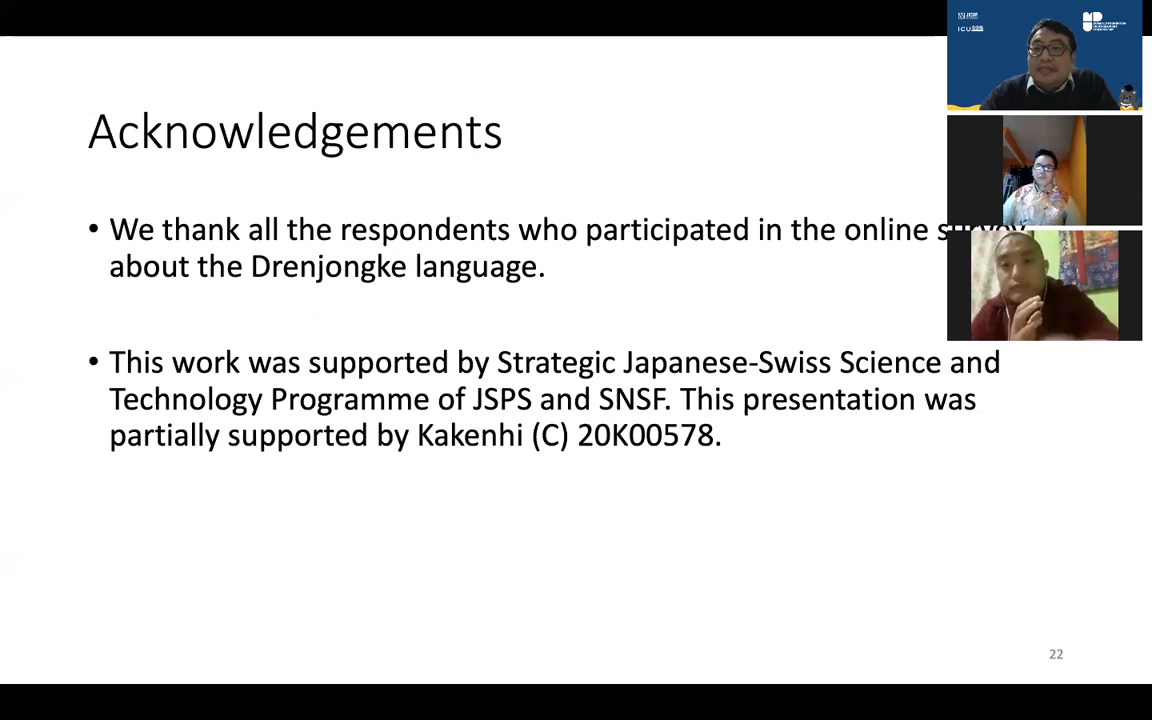 Acknowledgements
• We thank all the respondents who participated in the online survey
about the Drenjongke language.
• This work was supported by Strategic Japanese-Swiss Science and
Technology Programme of JSPS and SNSF. This presentation was
partially supported by Kakenhi (C) 20K00578.
22
ICU